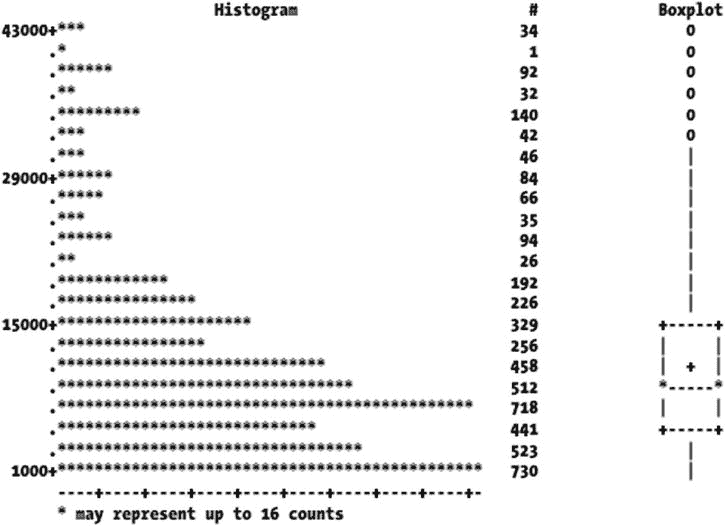 Histogram # Boxplot
43000+*** 34 0
.* 1 0
.****** 92 0
.** 32 0
.********* 140 0
.*** 42 0
.*** 46 |
29000+****** 84 |
.***** 66 |
.*** 35 |
.****** 94 |
.** 26 |
.************ 192 |
.*************** 226 |
15000+********************* 329 +-----+
.**************** 256 | |
.***************************** 458 | + |
.******************************** 512 *-----*
.********************************************* 718 | |
.**************************** 441 +-----+
.********************************* 523 |
1000+********************************************** 730 |
----+----+----+----+----+----+----+----+----+-
* may represent up to 16 counts